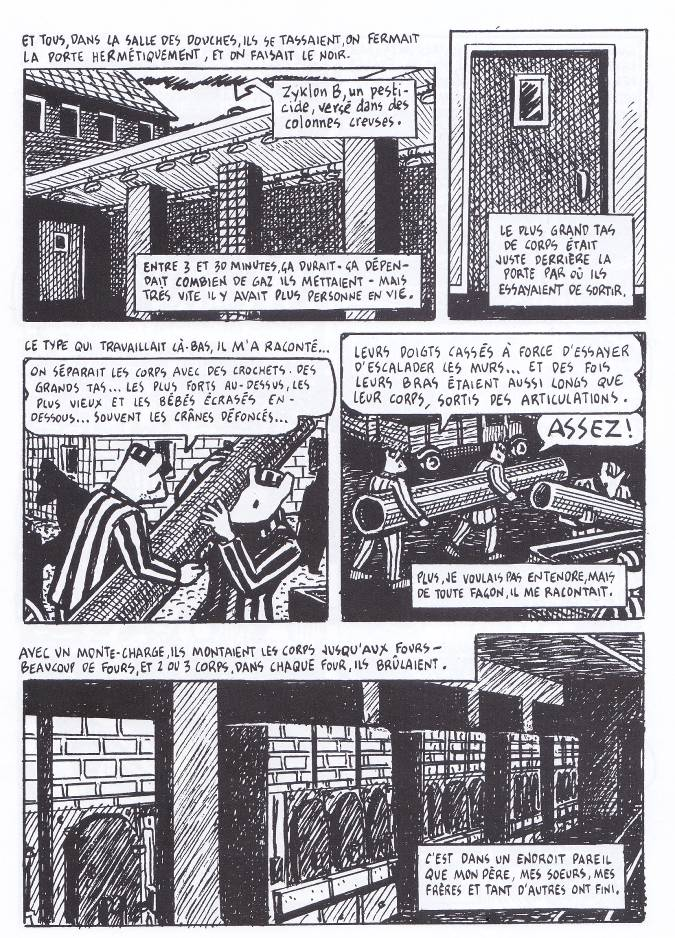 ET TOUS, DANS LA SALLE DES DOUCHES, ILS SE TASSAIENT, ON FERMAIT
LA PORTE HERMÉTIQUEMENT, ET ON FAISAIT LE NOIR.
Zyklon B, un pesti-
cide, versé dans des
colonnes creuses.
ENTRE 3 ET 30 MINUTES, ÇA DURAIT. ÇA DÉPEN-
DAIT COMBIEN DE GAZ ILS METTAIENT - MAIS
TRÈS VITE IL Y AVAIT PLUS PERSONNE EN VIE.
LE PLUS GRAND TAS
DE CORPS ÉTAIT
JUSTE DERRIÈRE LA
PORTE PAR OÙ ILS
ESSAYAIENT DE SORTIR.
CE TYPE QUI TRAVAILLAIT LÀ-BAS, IL M'A RACONTÉ...
ON SÉPARAIT LES CORPS AVEC DES CROCHETS. DES
GRANDS TAS... LES PLUS FORTS AU-DESSUS, LES
PLUS VIEUX ET LES BÉBÉS ÉCRASÉS EN-
DESSOUS... SOUVENT LES CRÂNES DÉFONCÉS...
LEURS DOIGTS CASSÉS À FORCE D'ESSAYER
D'ESCALADER LES MURS... ET DES FOIS
LEURS BRAS ÉTAIENT AUSSI LONGS QUE
LEUR CORPS, SORTIS DES ARTICULATIONS.
ASSEZ!
PLUS, JE VOULAIS PAS ENTENDRE, MAIS
DE TOUTE FAÇON, IL ME RACONTAIT.
AVEC UN MONTE-CHARGE, ILS MONTAIENT LES CORPS JUSQU'AUX FOURS -
BEAUCOUP DE FOURS, ET 2 OU 3 CORPS, DANS CHAQUE FOUR, ILS BRÛLAIENT.
C'EST DANS UN ENDROIT PAREIL
QUE MON PÈRE, MES SOEURS, MES
FRÈRES ET TANT D'AUTRES ONT FINI.